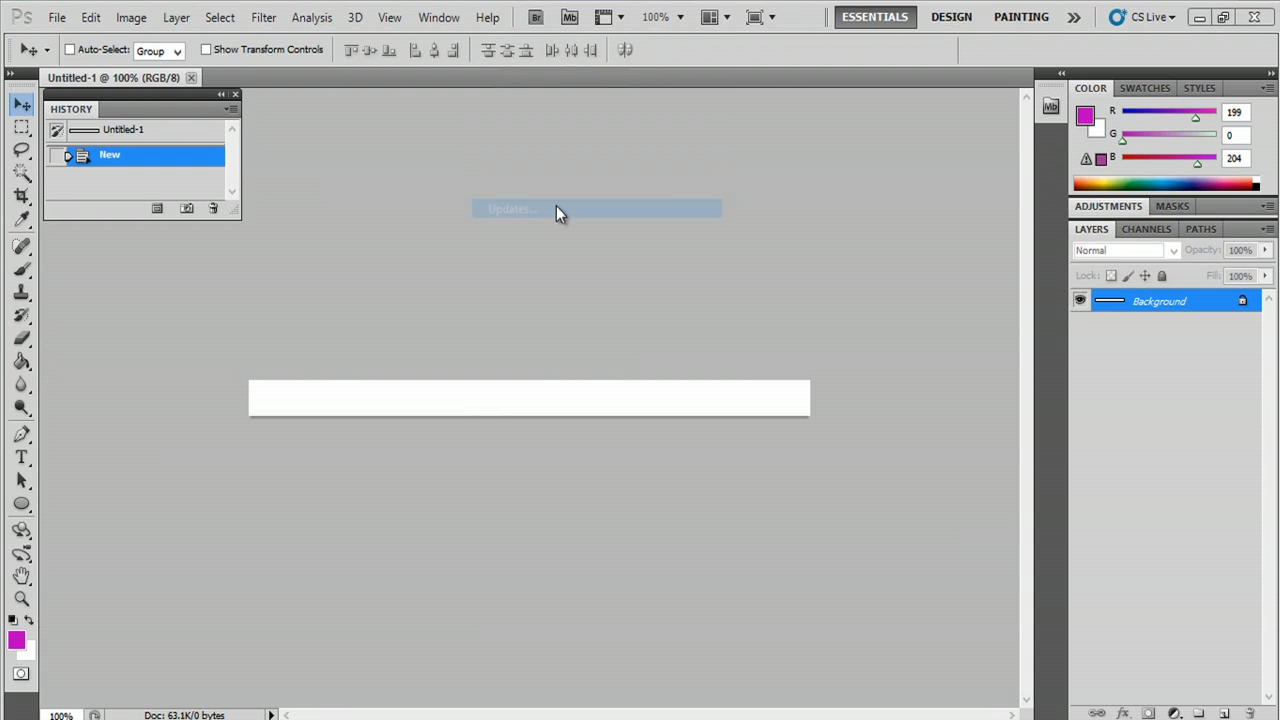 Ps File Edit Image Layer Select Filter Analysis 3D View Window Help Br Mb 100% ESSENTIALS DESIGN PAINTING CS Live
Auto-Select: Group Show Transform Controls
Untitled-1 @ 100% (RGB/8)
HISTORY
Untitled-1
New
Updates...
Mb
COLOR SWATCHES STYLES
R 199
G 0
B 204
ADJUSTMENTS MASKS
LAYERS CHANNELS PATHS
Normal Opacity: 100%
Lock: Fill: 100%
Background
T
100% Doc: 63.1K/0 bytes
fx